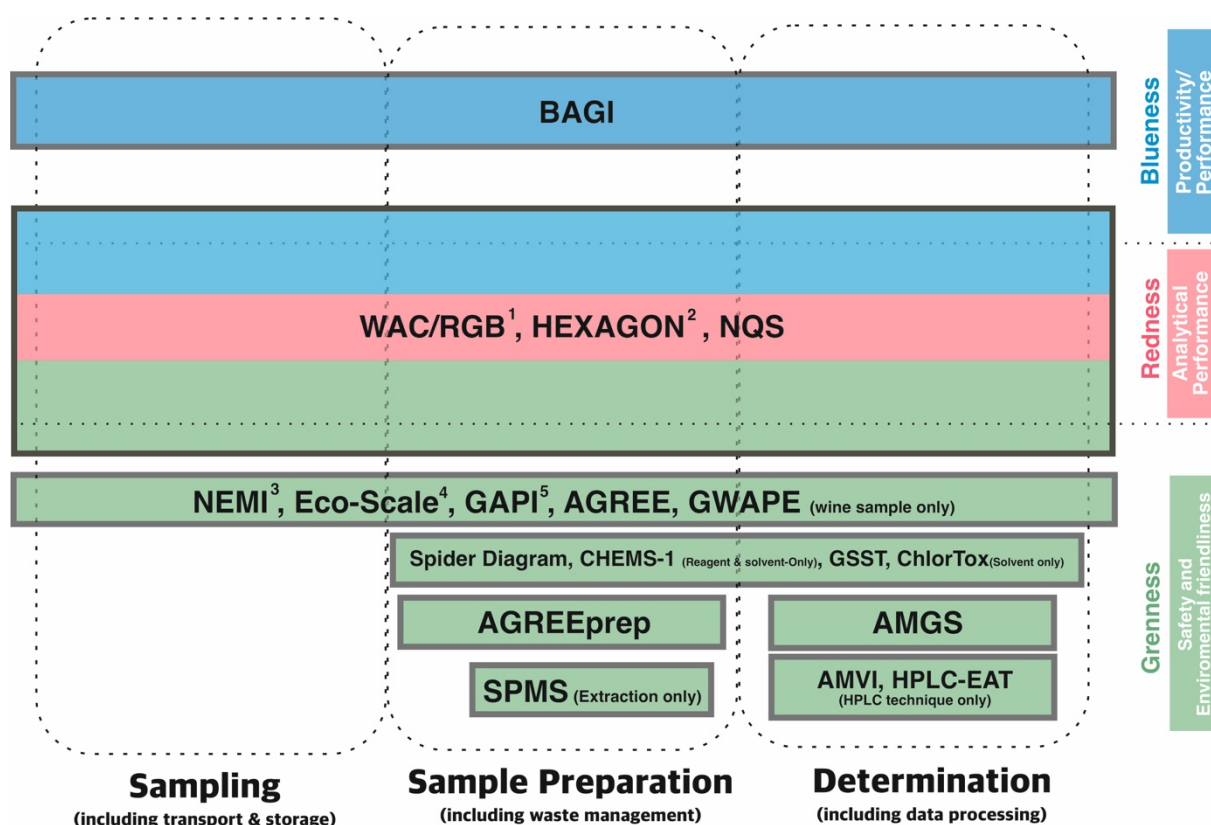 BAGI
WAC/RGB1, HEXAGON2, NQS
NEMI3, Eco-Scale4, GAPI5, AGREE, GWAPE (wine sample only)
Spider Diagram, CHEMS-1 (Reagent & solvent-Only), GSST, ChlorTox(Solvent only)
AGREEprep
AMGS
SPMS (Extraction only)
AMVI, HPLC-EAT
(HPLC technique only)
Blueness
Productivity/
Performance
Redness
Analytical
Performance
Grenness
Safety and
Enviromental friendliness
Sampling
(including transport & storage)
Sample Preparation
(including waste management)
Determination
(including data processing)